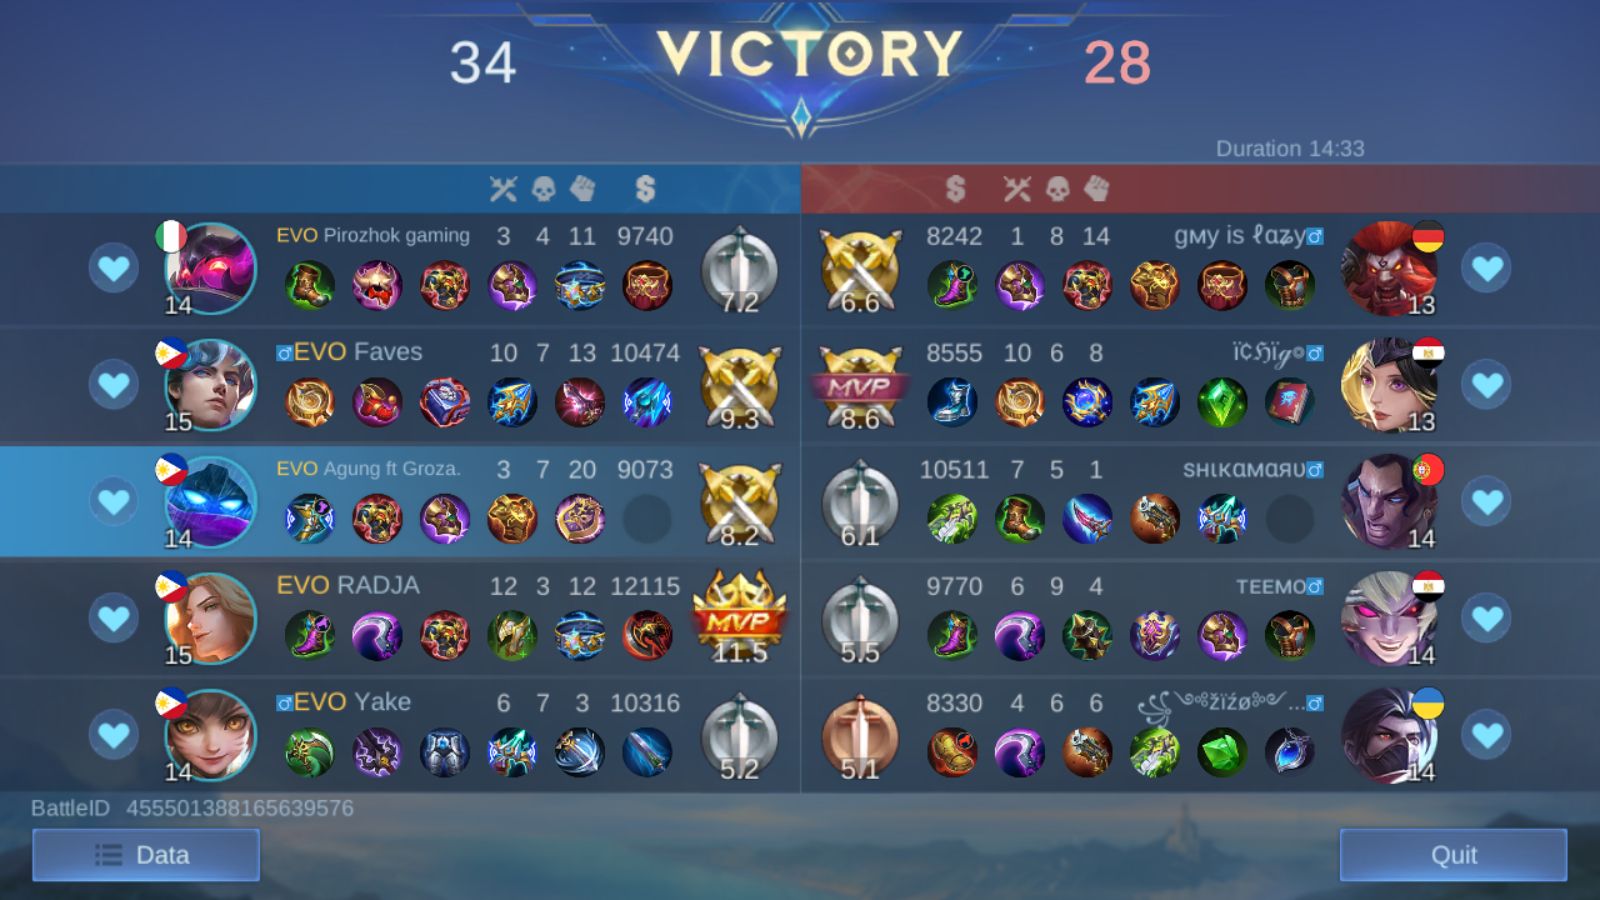 34 VICTORY 28
Duration 14:33
EVO Pirozhok gaming 3 4 11 9740
14 7.2
6.6 8242 1 8 14 gмy is ℓαȥy
13
EVO Faves 10 7 13 10474
15 9.3
MVP 8.6 8555 10 6 8
13
EVO Agung ft Groza. 3 7 20 9073
14 8.2
6.1 10511 7 5 1 ѕнιкαмαяυ
14
EVO RADJA 12 3 12 12115
15 MVP 11.5
5.5 9770 6 9 4 ᴛᴇᴇᴍᴏ
14
EVO Yake 6 7 3 10316
14 5.2
5.1 8330 4 6 6
14
BattleID 455501388165639576
Data
Quit